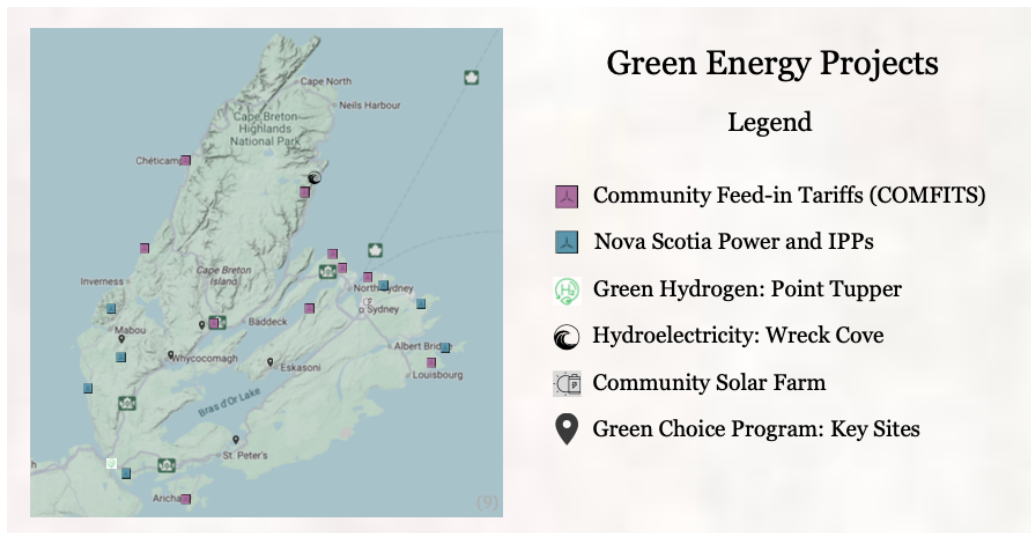 Green Energy Projects
Legend
Community Feed-in Tariffs (COMFITS)
Nova Scotia Power and IPPs
Green Hydrogen: Point Tupper
Hydroelectricity: Wreck Cove
Community Solar Farm
Green Choice Program: Key Sites
Cape North
Neils Harbour
Cape Breton
Highlands
National Park
Chéticamp
Inverness
Cape Breton
Island
North Sydney
Sydney
Mabou
Baddeck
Whycocomagh
Eskasoni
Albert Bridge
Louisbourg
Bras d'Or Lake
St. Peter's
h
Aricha
(9)